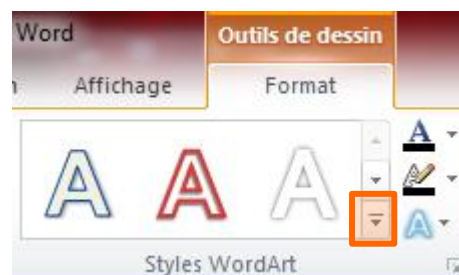 Word Outils de dessin
Affichage Format
A A A A
A
Styles WordArt